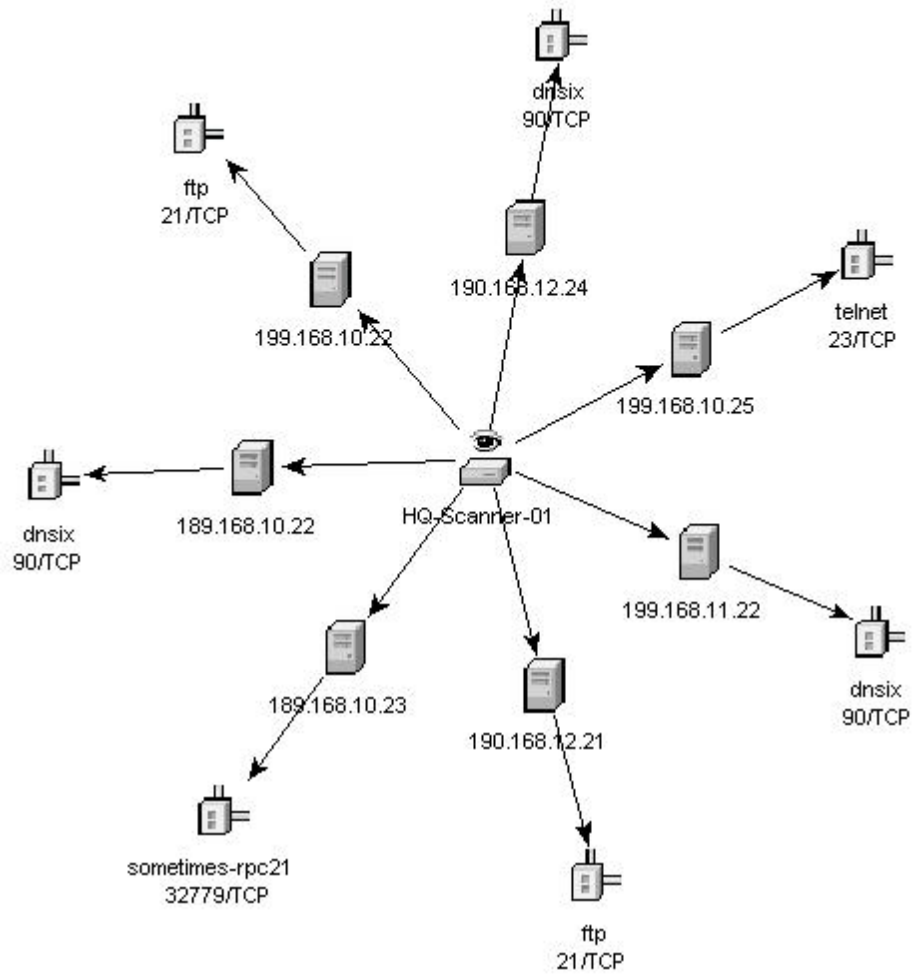 dnsix
90/TCP
ftp
21/TCP
190.168.12.24
telnet
23/TCP
199.168.10.22
199.168.10.25
HQ-Scanner-01
189.168.10.22
dnsix
90/TCP
199.168.11.22
189.168.10.23
dnsix
90/TCP
190.168.12.21
sometimes-rpc21
32779/TCP
ftp
21/TCP